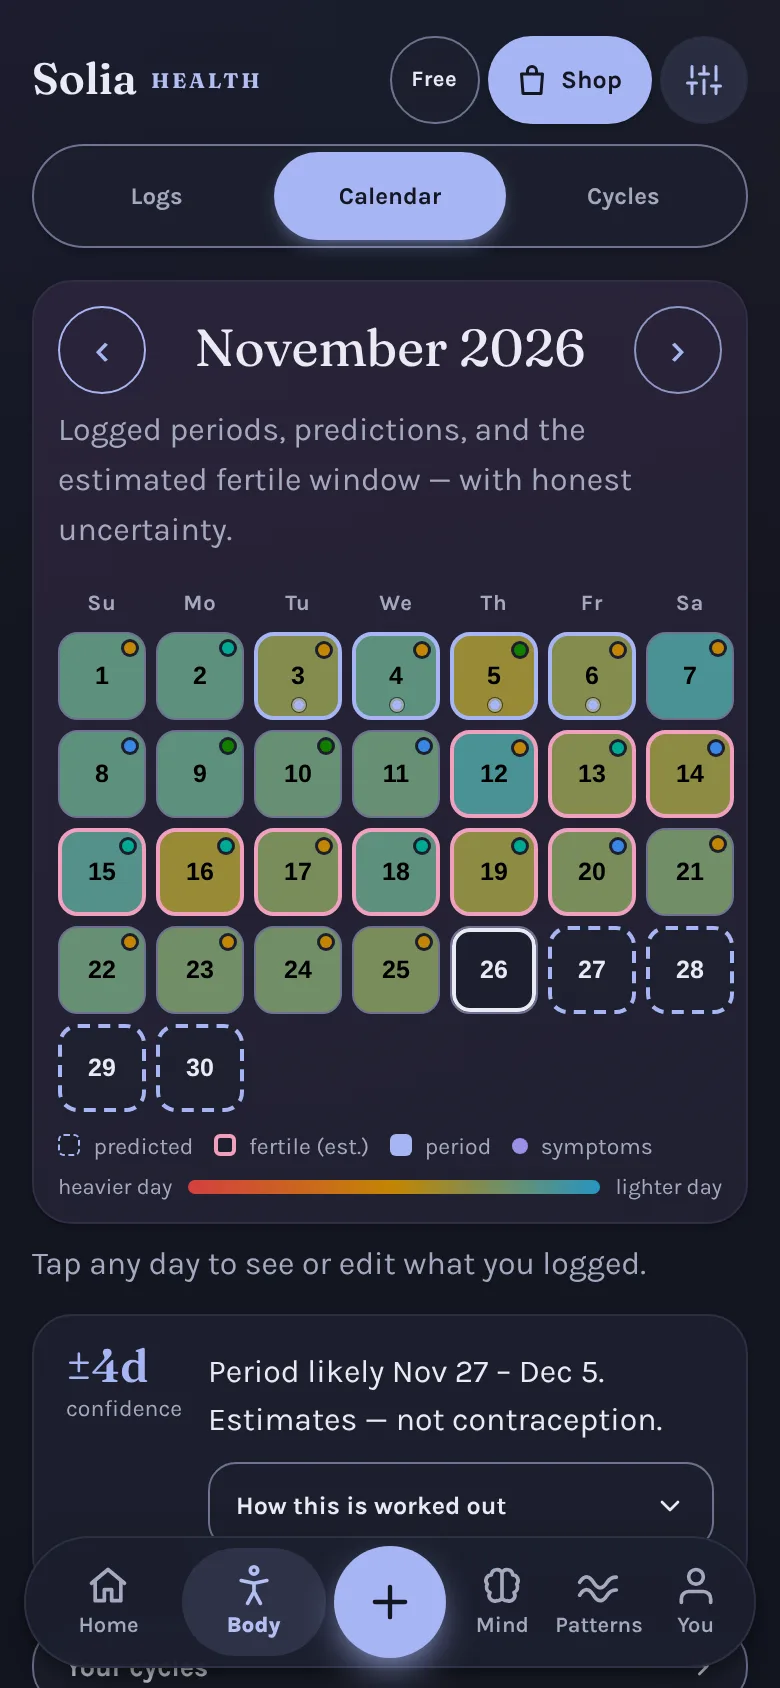 Solia HEALTH
Free
Shop
Logs
Calendar
Cycles
November 2026
Logged periods, predictions, and the
estimated fertile window — with honest
uncertainty.
Su Mo Tu We Th Fr Sa
1 2 3 4 5 6 7
8 9 10 11 12 13 14
15 16 17 18 19 20 21
22 23 24 25 26 27 28
29 30
predicted fertile (est.) period symptoms
heavier day lighter day
Tap any day to see or edit what you logged.
±4d
confidence
Period likely Nov 27 – Dec 5.
Estimates — not contraception.
How this is worked out
Home
Body
Mind
Patterns
You
Your cycles